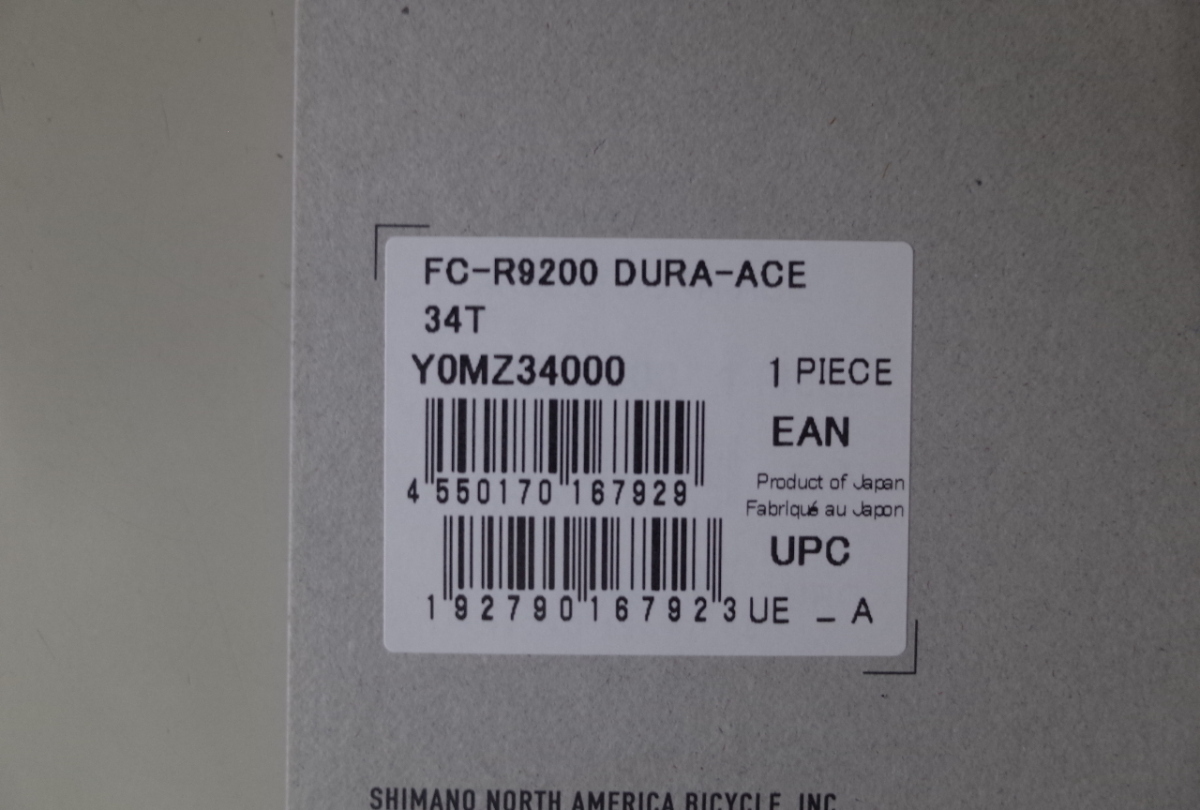 FC-R9200 DURA-ACE
34T
Y0MZ34000 1 PIECE
EAN
4 550170 167929
Product of Japan
Fabriqué au Japon
UPC
1 92790 16792 3 UE _ A
SHIMANO NORTH AMERICA BICYCLE, INC.